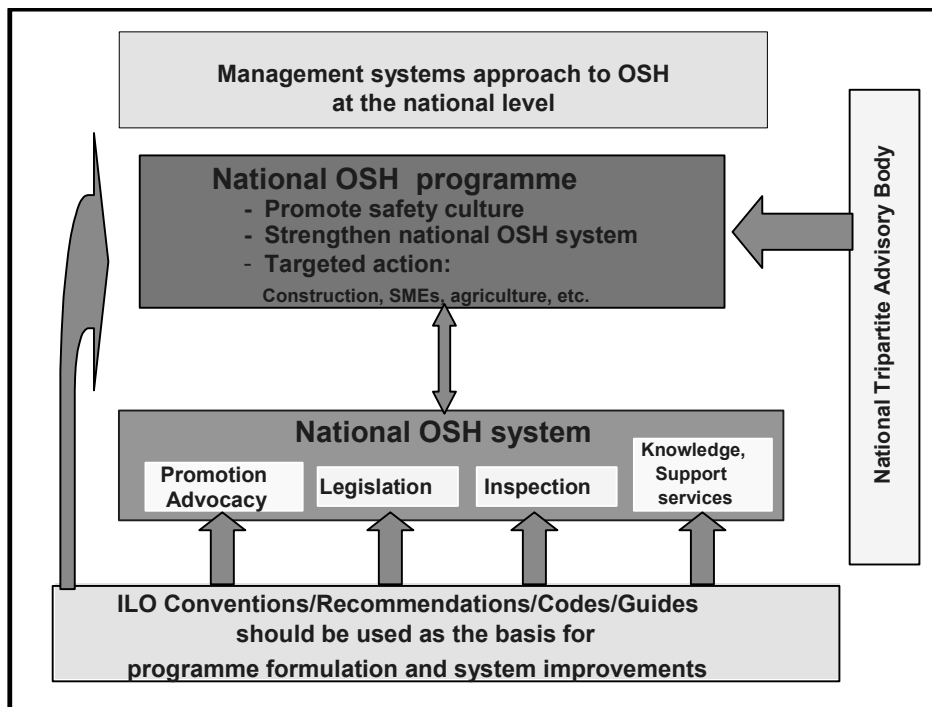 Management systems approach to OSH
at the national level
National OSH programme
- Promote safety culture
- Strengthen national OSH system
- Targeted action:
Construction, SMEs, agriculture, etc.
National Tripartite Advisory Body
National OSH system
Promotion
Advocacy
Legislation
Inspection
Knowledge,
Support
services
ILO Conventions/Recommendations/Codes/Guides
should be used as the basis for
programme formulation and system improvements